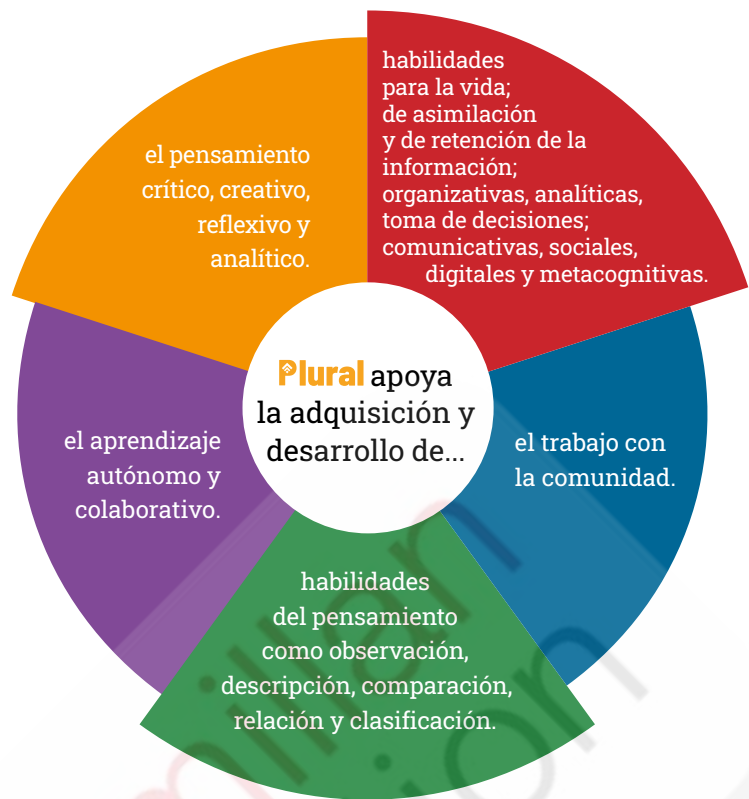 Plural apoya
la adquisición y
desarrollo de...
habilidades
para la vida;
de asimilación
y de retención de la
información;
organizativas, analíticas,
toma de decisiones;
comunicativas, sociales,
digitales y metacognitivas.
el trabajo con
la comunidad.
habilidades
del pensamiento
como observación,
descripción, comparación,
relación y clasificación.
el aprendizaje
autónomo y
colaborativo.
el pensamiento
crítico, creativo,
reflexivo y
analítico.